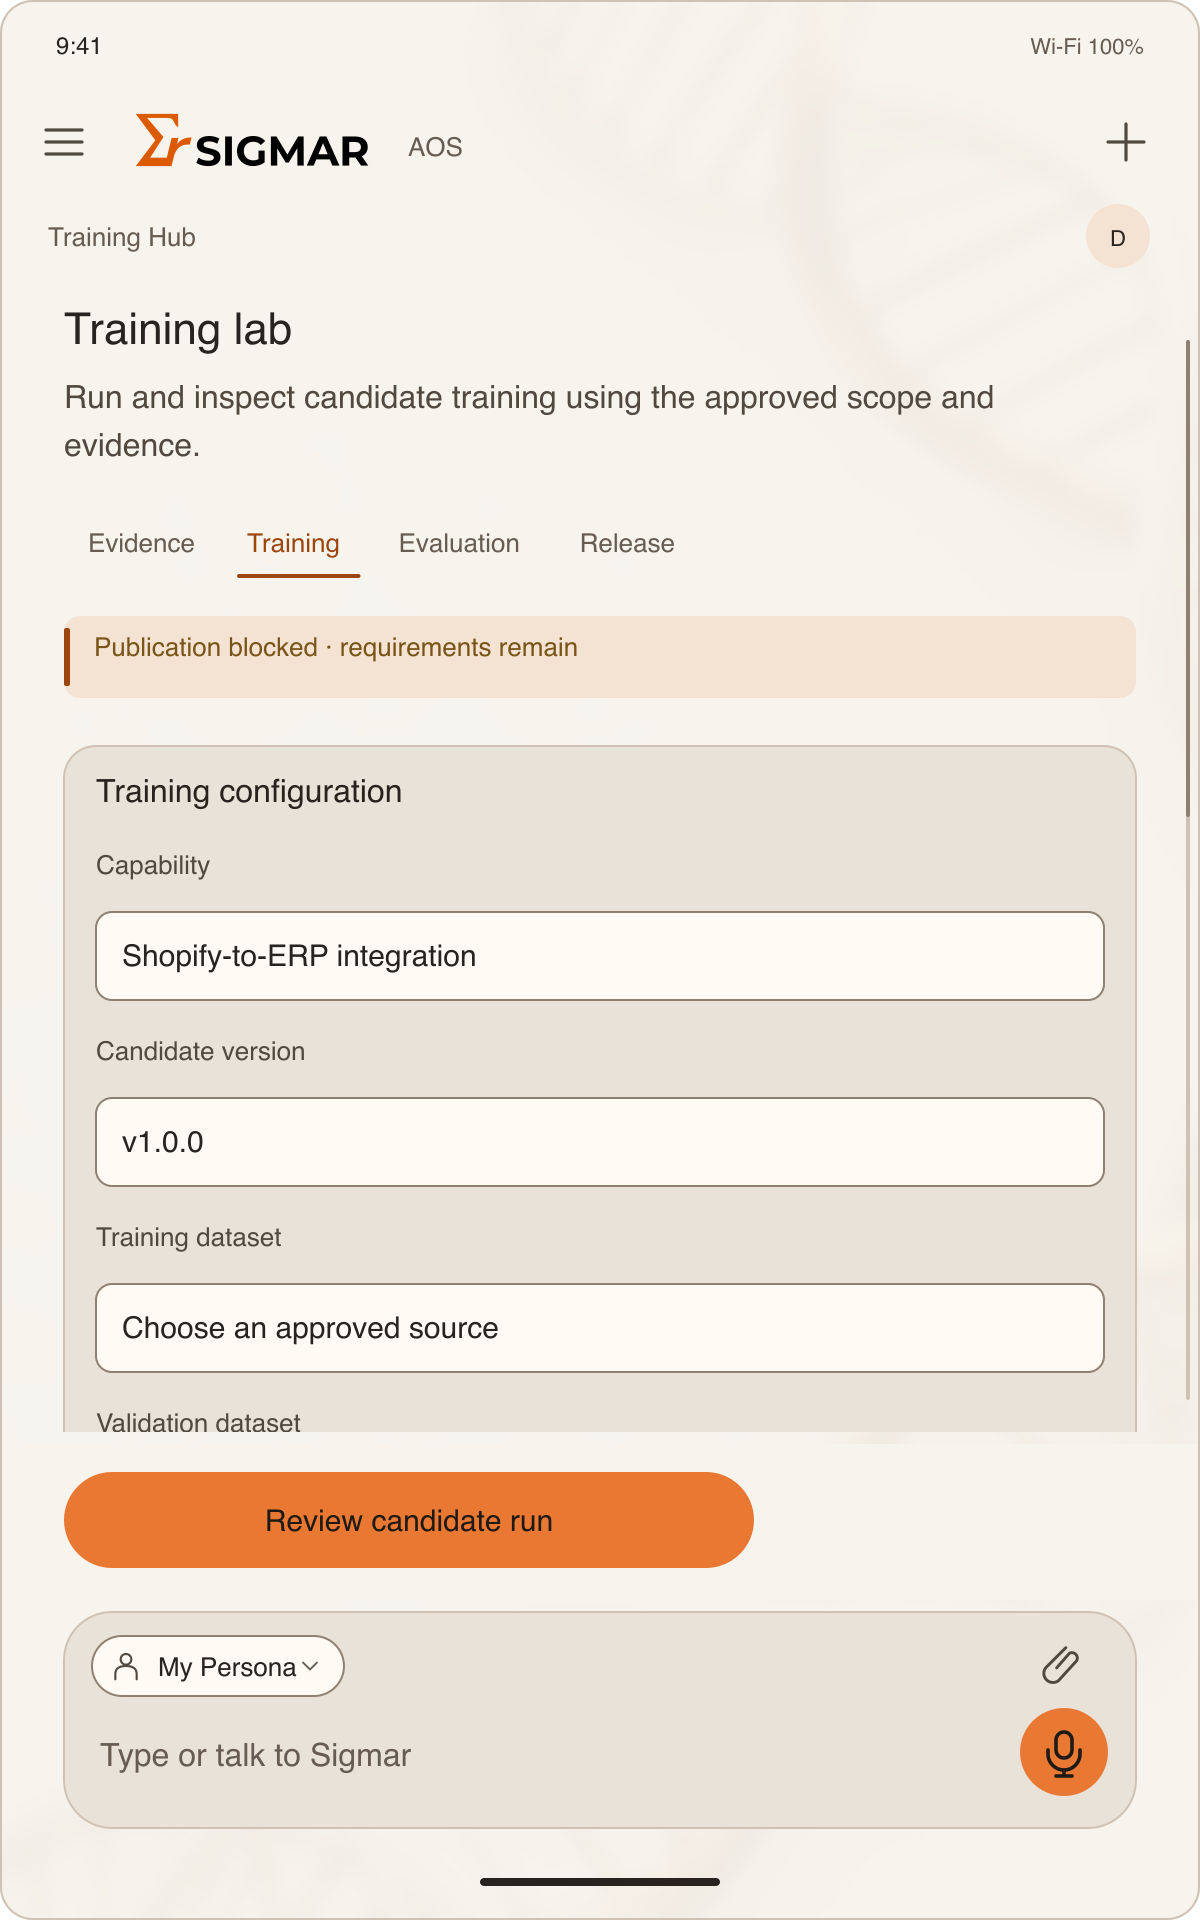 9:41
Wi-Fi 100%
Σr SIGMAR AOS
Training Hub
D
Training lab
Run and inspect candidate training using the approved scope and
evidence.
Evidence Training Evaluation Release
Publication blocked · requirements remain
Training configuration
Capability
Shopify-to-ERP integration
Candidate version
v1.0.0
Training dataset
Choose an approved source
Validation dataset
Review candidate run
My Persona
Type or talk to Sigmar